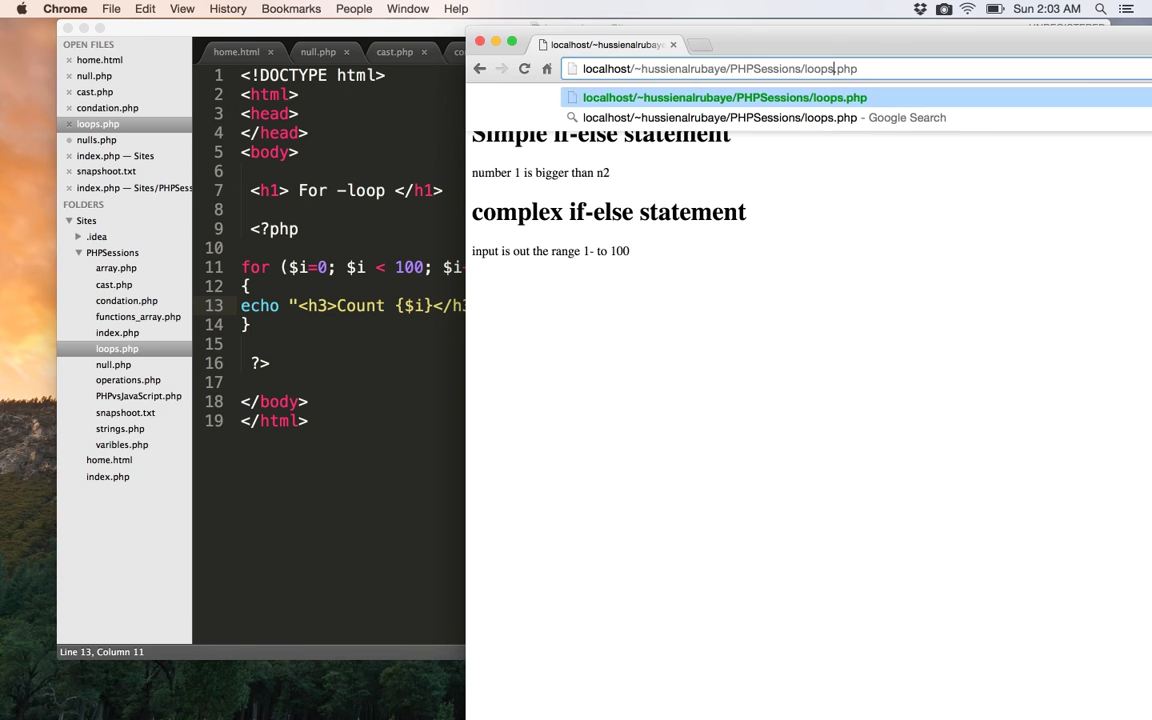 Chrome File Edit View History Bookmarks People Window Help Sun 2:03 AM
UNREGISTERED
OPEN FILES
home.html
null.php
cast.php
condation.php
loops.php
nulls.php
index.php — Sites
snapshoot.txt
index.php — Sites/PHPSess
FOLDERS
Sites
.idea
PHPSessions
array.php
cast.php
condation.php
functions_array.php
index.php
loops.php
null.php
operations.php
PHPvsJavaScript.php
snapshoot.txt
strings.php
varibles.php
home.html
index.php
Line 13, Column 11
home.html null.php cast.php co
1 <!DOCTYPE html>
2 <html>
3 <head>
4 </head>
5 <body>
6
7 <h1> For -loop </h1>
8
9 <?php
10
11 for ($i=0; $i < 100; $i
12 {
13 echo "<h3>Count {$i}</h3
14 }
15
16 ?>
17
18 </body>
19 </html>
localhost/~hussienalrubaye
localhost/~hussienalrubaye/PHPSessions/loops.php
localhost/~hussienalrubaye/PHPSessions/loops.php
localhost/~hussienalrubaye/PHPSessions/loops.php - Google Search
Simple if-else statement
number 1 is bigger than n2
complex if-else statement
input is out the range 1- to 100